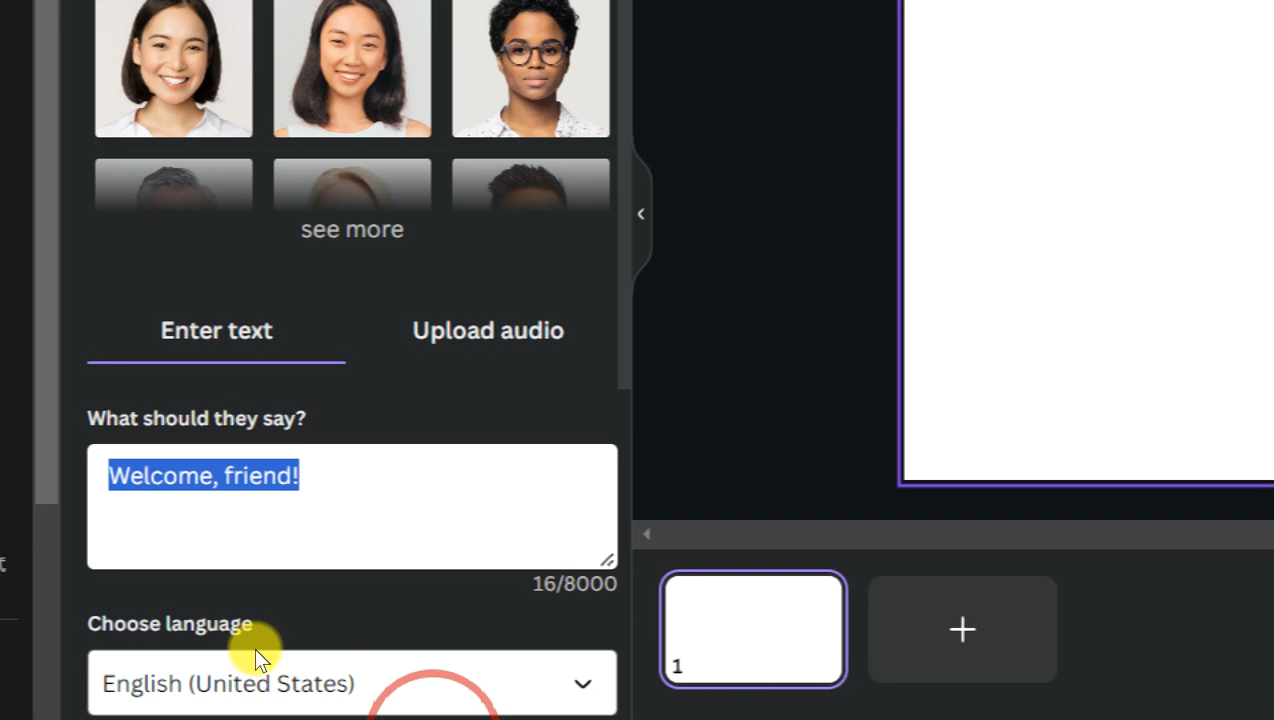 see more
Enter text
Upload audio
What should they say?
Welcome, friend!
16/8000
Choose language
English (United States)
1